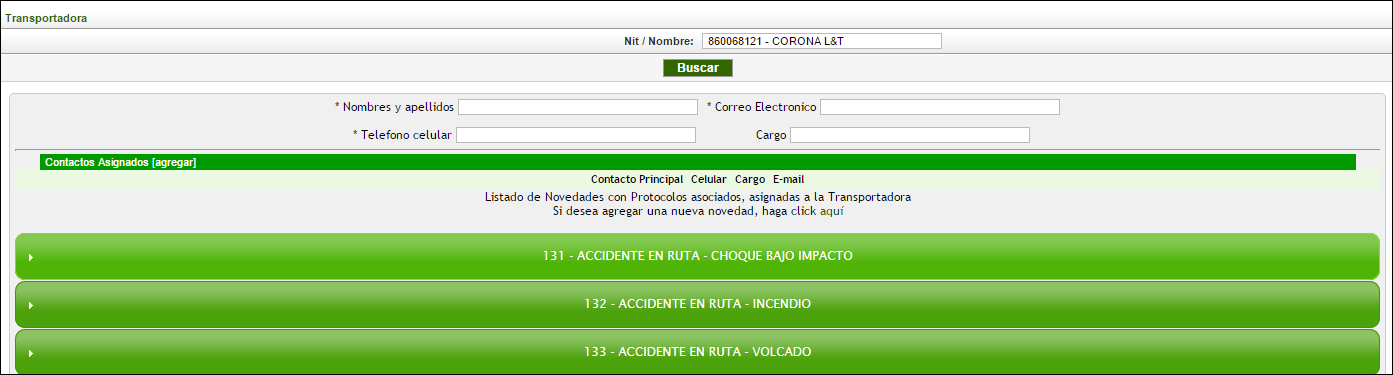 Transportadora
Nit / Nombre: 860068121 - CORONA L&T
Buscar
* Nombres y apellidos * Correo Electronico
* Telefono celular Cargo
Contactos Asignados [agregar]
Contacto Principal Celular Cargo E-mail
Listado de Novedades con Protocolos asociados, asignadas a la Transportadora
Si desea agregar una nueva novedad, haga click aquí
131 - ACCIDENTE EN RUTA - CHOQUE BAJO IMPACTO
132 - ACCIDENTE EN RUTA - INCENDIO
133 - ACCIDENTE EN RUTA - VOLCADO